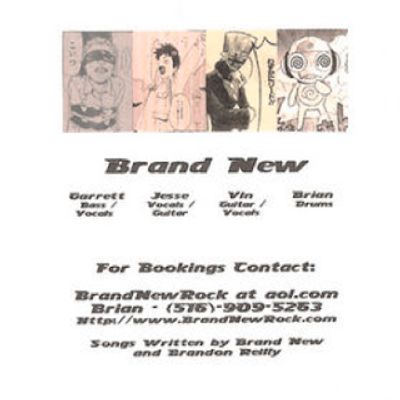 Brand New
Garrett Jesse Vin Brian
Bass / Vocals / Guitar / Drums
Vocals Guitar Vocals
For Bookings Contact:
BrandNewRock at aol.com
Brian - (516)-909-5263
Http://www.BrandNewRock.com
Songs Written by Brand New
and Brandon Reilly